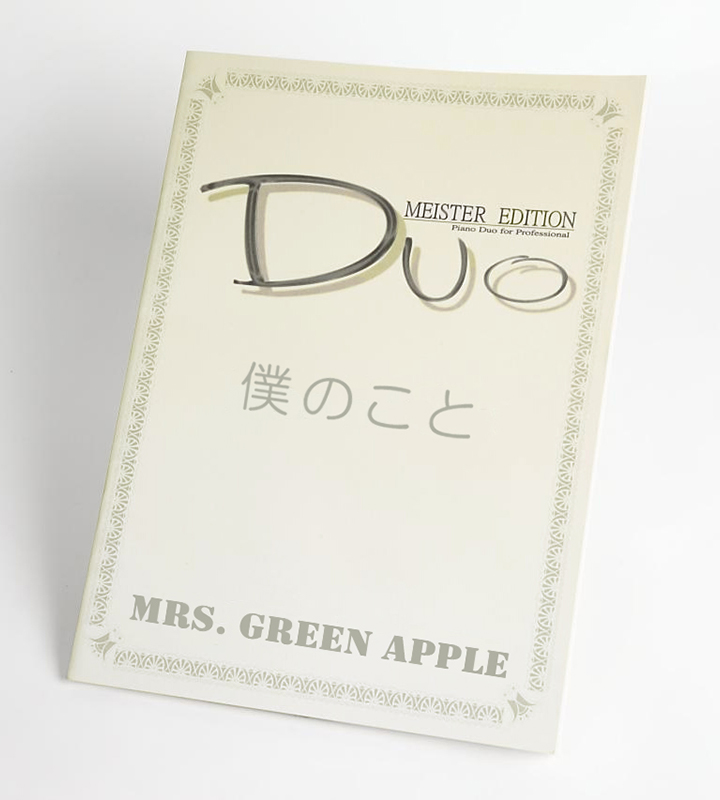 DUO
MEISTER EDITION
Piano Duo for Professional
僕のこと
MRS. GREEN APPLE